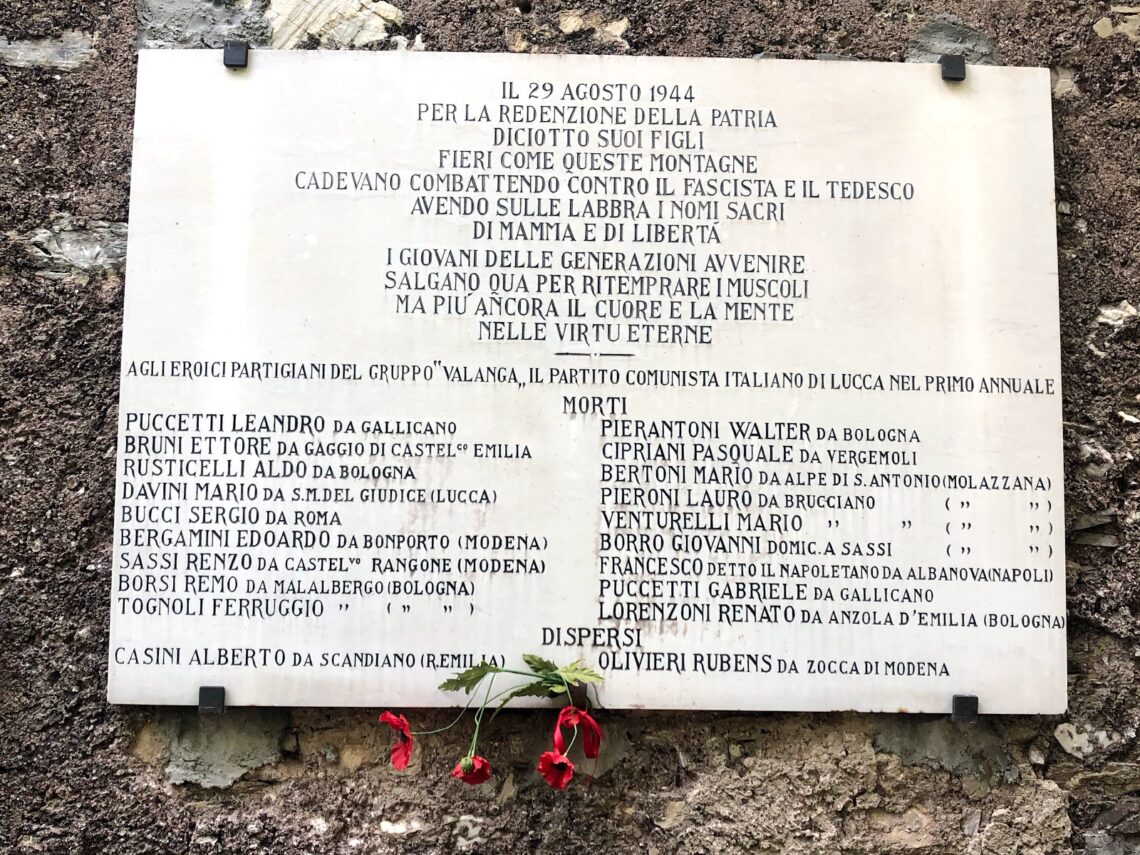 IL 29 AGOSTO 1944
PER LA REDENZIONE DELLA PATRIA
DICIOTTO SUOI FIGLI
FIERI COME QUESTE MONTAGNE
CADEVANO COMBATTENDO CONTRO IL FASCISTA E IL TEDESCO
AVENDO SULLE LABBRA I NOMI SACRI
DI MAMMA E DI LIBERTÁ
I GIOVANI DELLE GENERAZIONI AVVENIRE
SALGANO QUA PER RITEMPRARE I MUSCOLI
MA PIÚ ANCORA IL CUORE E LA MENTE
NELLE VIRTU ETERNE
AGLI EROICI PARTIGIANI DEL GRUPPO "VALANGA„ IL PARTITO COMUNISTA ITALIANO DI LUCCA NEL PRIMO ANNUALE
MORTI
PUCCETTI LEANDRO DA GALLICANO
BRUNI ETTORE DA GAGGIO DI CASTEL.co EMILIA
RUSTICELLI ALDO DA BOLOGNA
DAVINI MARIO DA S.M.DEL GIUDICE (LUCCA)
BUCCI SERGIO DA ROMA
BERGAMINI EDOARDO DA BONPORTO (MODENA)
SASSI RENZO DA CASTEL.vo RANGONE (MODENA)
BORSI REMO DA MALALBERGO (BOLOGNA)
TOGNOLI FERRUGGIO ,, ( ,, ,, )
PIERANTONI WALTER DA BOLOGNA
CIPRIANI PASQUALE DA VERGEMOLI
BERTONI MARIO DA ALPE DI S.ANTONIO (MOLAZZANA)
PIERONI LAURO DA BRUCCIANO ( ,, ,, )
VENTURELLI MARIO ,, ,, ( ,, ,, )
BORRO GIOVANNI DOMIC. A SASSI ( ,, ,, )
FRANCESCO DETTO IL NAPOLETANO DA ALBANOVA (NAPOLI)
PUCCETTI GABRIELE DA GALLICANO
LORENZONI RENATO DA ANZOLA D'EMILIA (BOLOGNA)
DISPERSI
CASINI ALBERTO DA SCANDIANO (R.EMILIA)
OLIVIERI RUBENS DA ZOCCA DI MODENA